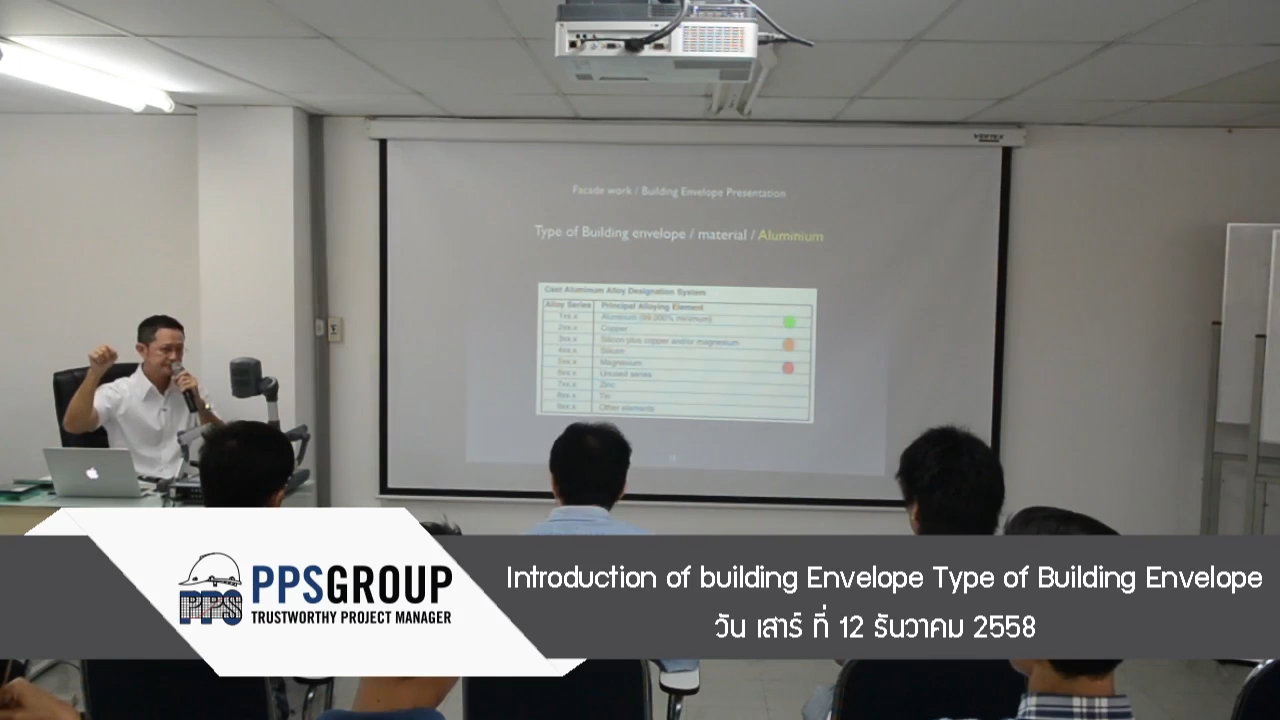 VERTEX
Facade work / Building Envelope Presentation
Type of Building envelope / material / Aluminium
Cast Aluminum Alloy Designation System
Alloy Series Principal Alloying Element
1xx.x Aluminum (99.000% minimum)
2xx.x Copper
3xx.x Silicon plus copper and/or magnesium
4xx.x Silicon
5xx.x Magnesium
6xx.x Unused series
7xx.x Zinc
8xx.x Tin
9xx.x Other elements
PPS
PPSGROUP
TRUSTWORTHY PROJECT MANAGER
Introduction of building Envelope Type of Building Envelope
วัน เสาร์ ที่ 12 ธันวาคม 2558